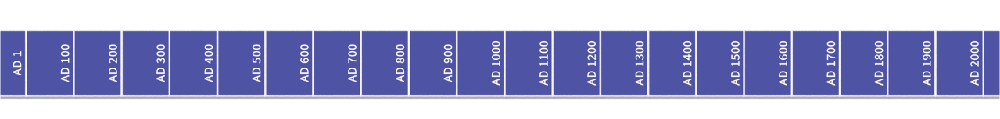 AD 1
AD 100
AD 200
AD 300
AD 400
AD 500
AD 600
AD 700
AD 800
AD 900
AD 1000
AD 1100
AD 1200
AD 1300
AD 1400
AD 1500
AD 1600
AD 1700
AD 1800
AD 1900
AD 2000